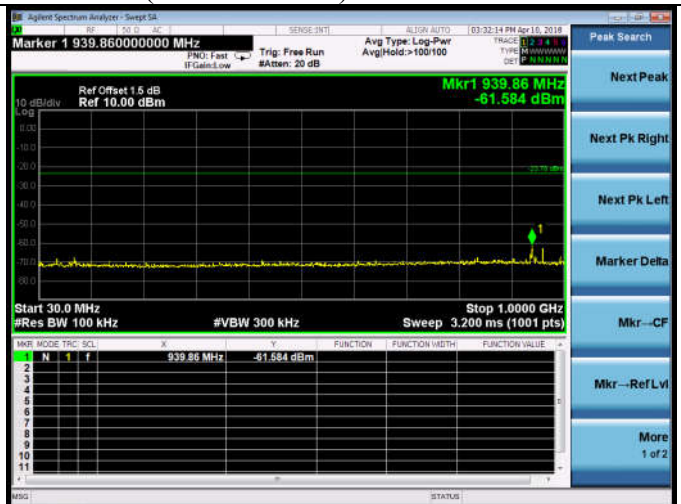 Agilent Spectrum Analyzer - Swept SA
RF 50 Ω AC SENSE:INT ALIGN AUTO 03:32:14 PM Apr 18, 2018
Marker 1 939.860000000 MHz
PNO: Fast Trig: Free Run Avg Type: Log-Pwr TRACE 1 2 3 4 5 6
IFGain:Low #Atten: 20 dB Avg|Hold:>100/100 TYPE M WWWWW
DET P NNNNN
Peak Search
Ref Offset 1.5 dB Mkr1 939.86 MHz
10 dB/div Ref 10.00 dBm -61.584 dBm
Log
0.00
-10.0
-20.0
-23.78 dBm
-30.0
-40.0
-50.0
1
-60.0
-70.0
-80.0
Start 30.0 MHz Stop 1.0000 GHz
#Res BW 100 kHz #VBW 300 kHz Sweep 3.200 ms (1001 pts)
MKR MODE TRC SCL X Y FUNCTION FUNCTION WIDTH FUNCTION VALUE
1 N 1 f 939.86 MHz -61.584 dBm
2
3
4
5
6
7
8
9
10
11
MSG STATUS
Next Peak
Next Pk Right
Next Pk Left
Marker Delta
Mkr→CF
Mkr→Ref Lvl
More
1 of 2